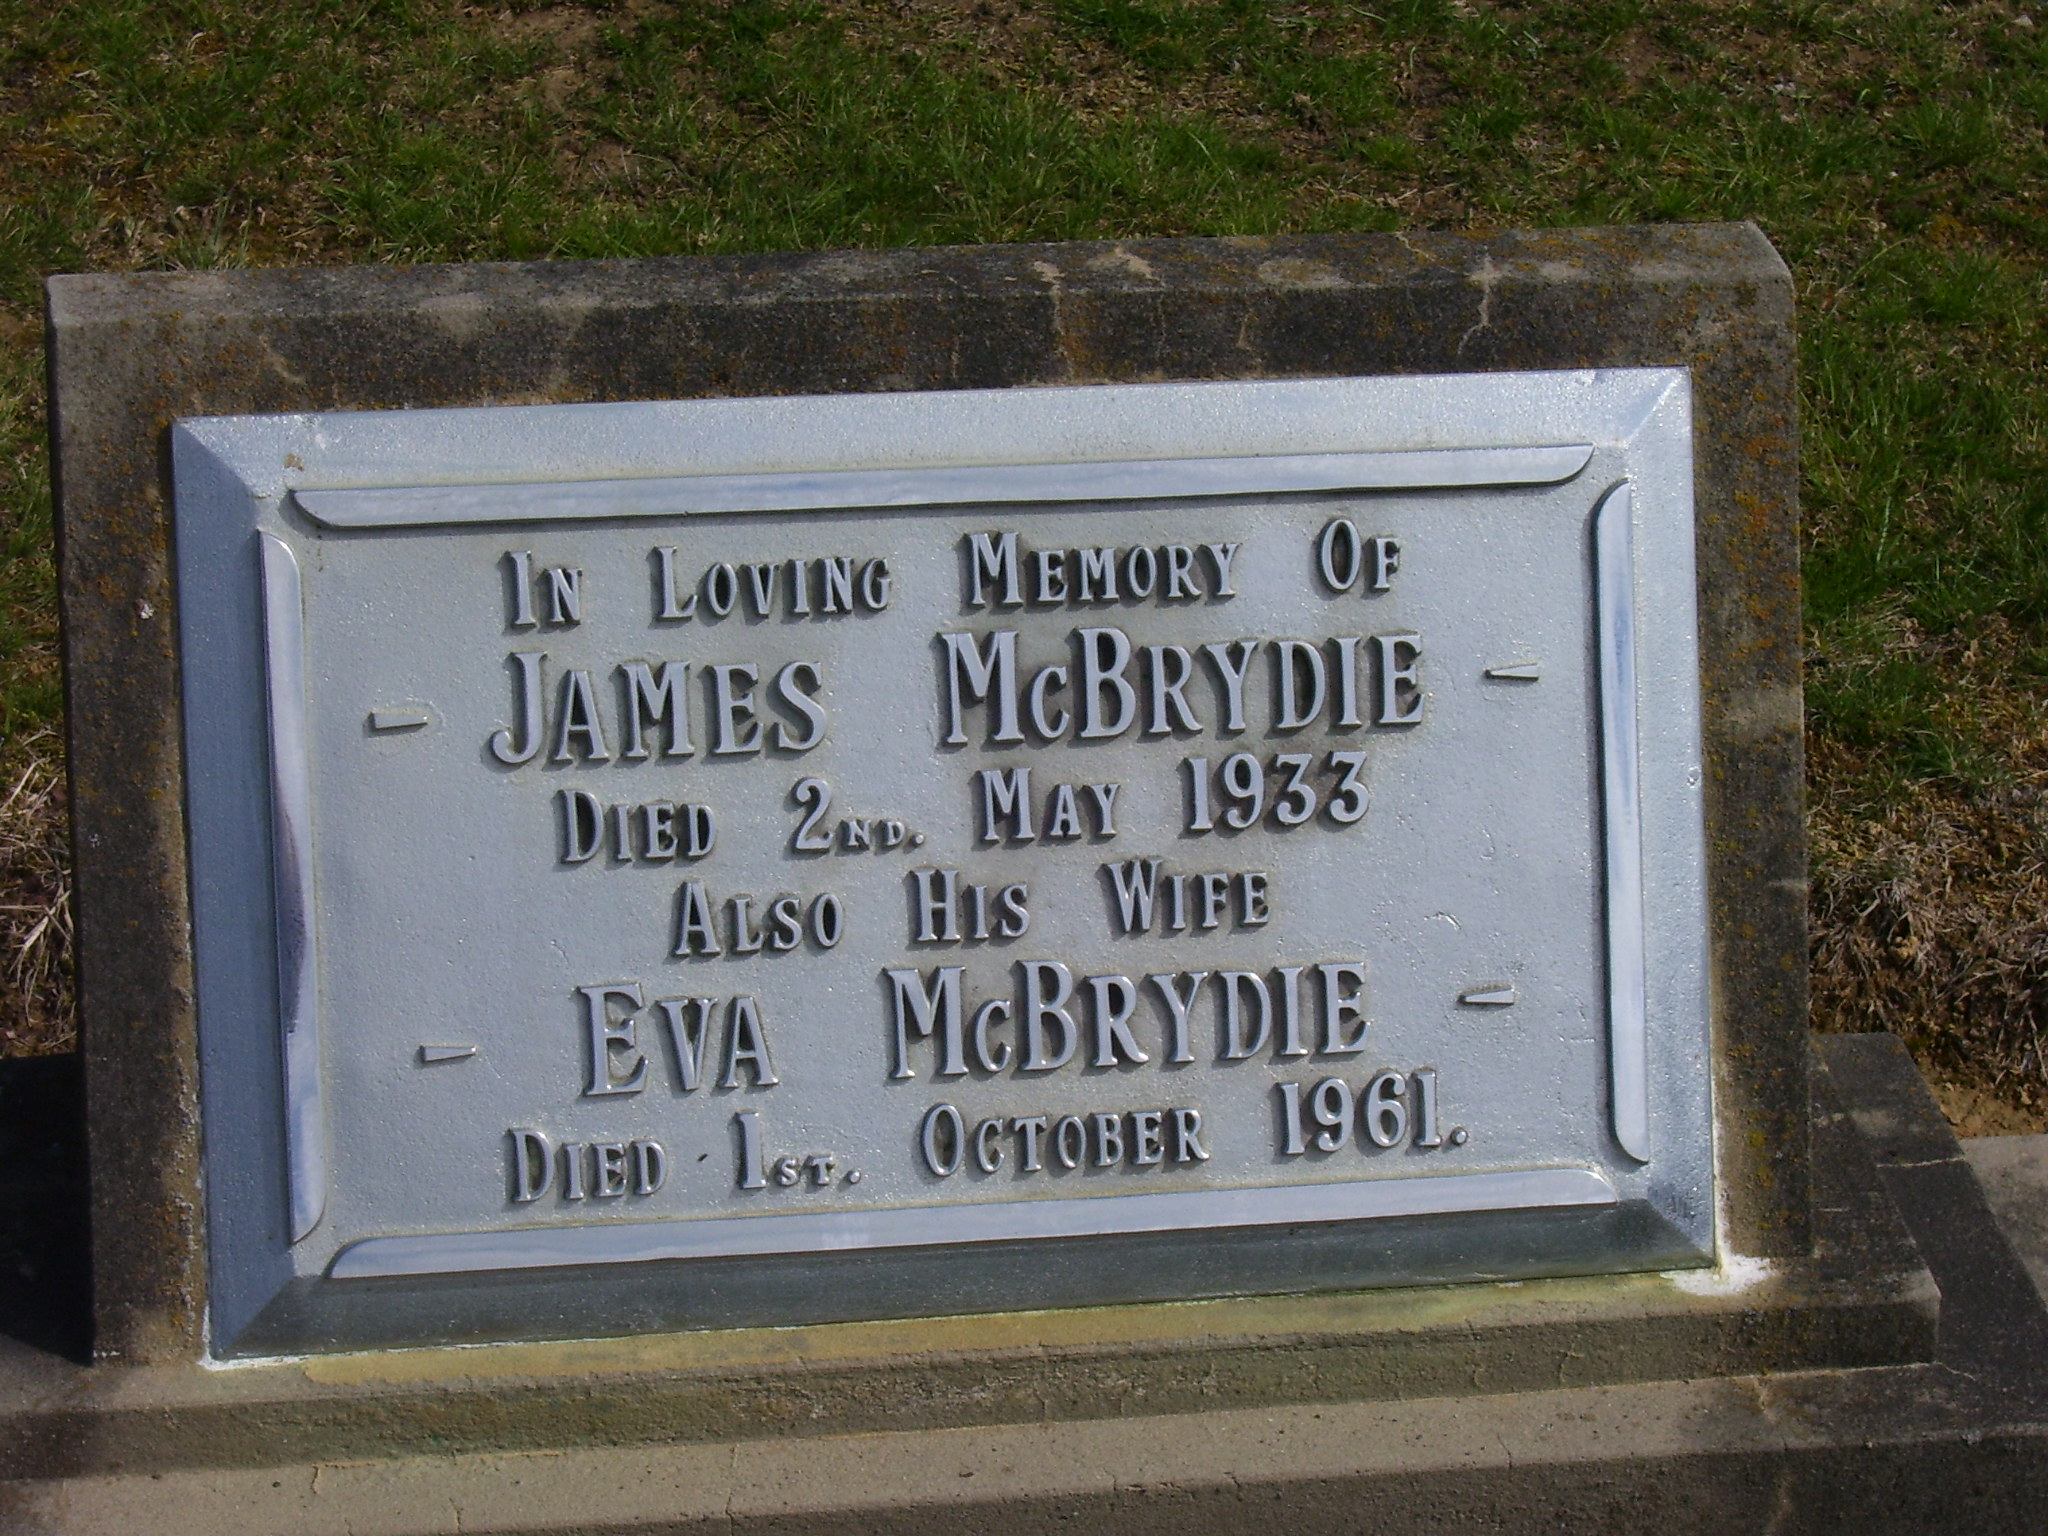 In Loving Memory Of
- James McBrydie -
Died 2nd. May 1933
Also His Wife
- Eva McBrydie -
Died 1st. October 1961.